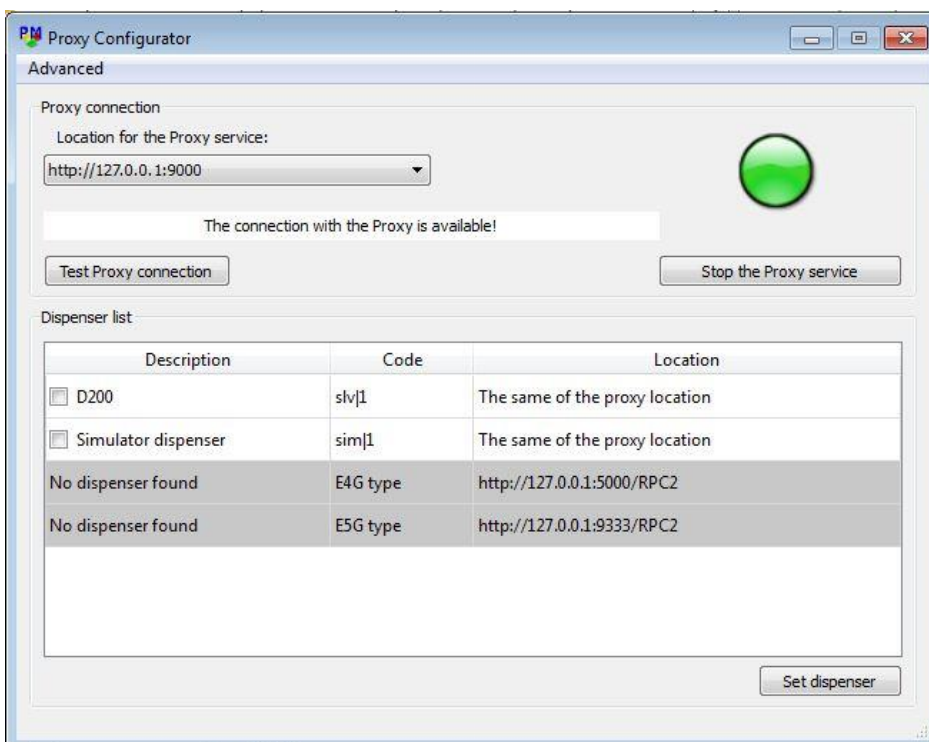 PM Proxy Configurator
Advanced
Proxy connection
Location for the Proxy service:
http://127.0.0.1:9000
The connection with the Proxy is available!
Test Proxy connection
Stop the Proxy service
Dispenser list
Description Code Location
D200 slv|1 The same of the proxy location
Simulator dispenser sim|1 The same of the proxy location
No dispenser found E4G type http://127.0.0.1:5000/RPC2
No dispenser found E5G type http://127.0.0.1:9333/RPC2
Set dispenser